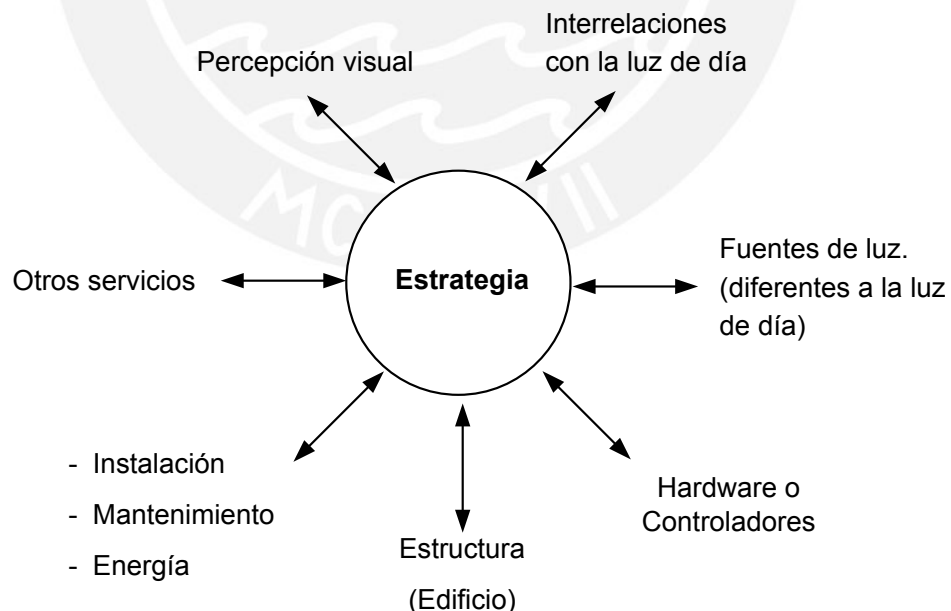 Interrelaciones
con la luz de día
Percepción visual
Fuentes de luz.
(diferentes a la luz
de día)
Otros servicios
Estrategia
- Instalación
- Mantenimiento
- Energía
Hardware o
Controladores
Estructura
(Edificio)